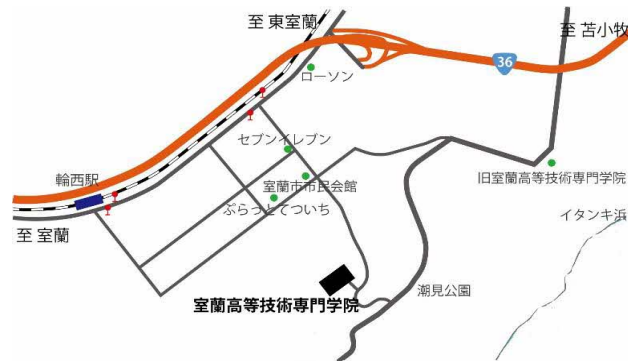 至 東室蘭
至 苫小牧
36
ローソン
セブンイレブン
輪西駅
室蘭市市民会館
旧室蘭高等技術専門学院
ぷらっとてついち
イタンキ浜
至 室蘭
潮見公園
室蘭高等技術専門学院